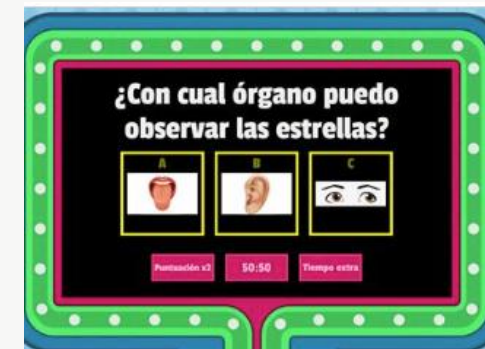 ¿Con cual órgano puedo
observar las estrellas?
A
B
C
Puntuación x2
50:50
Tiempo extra